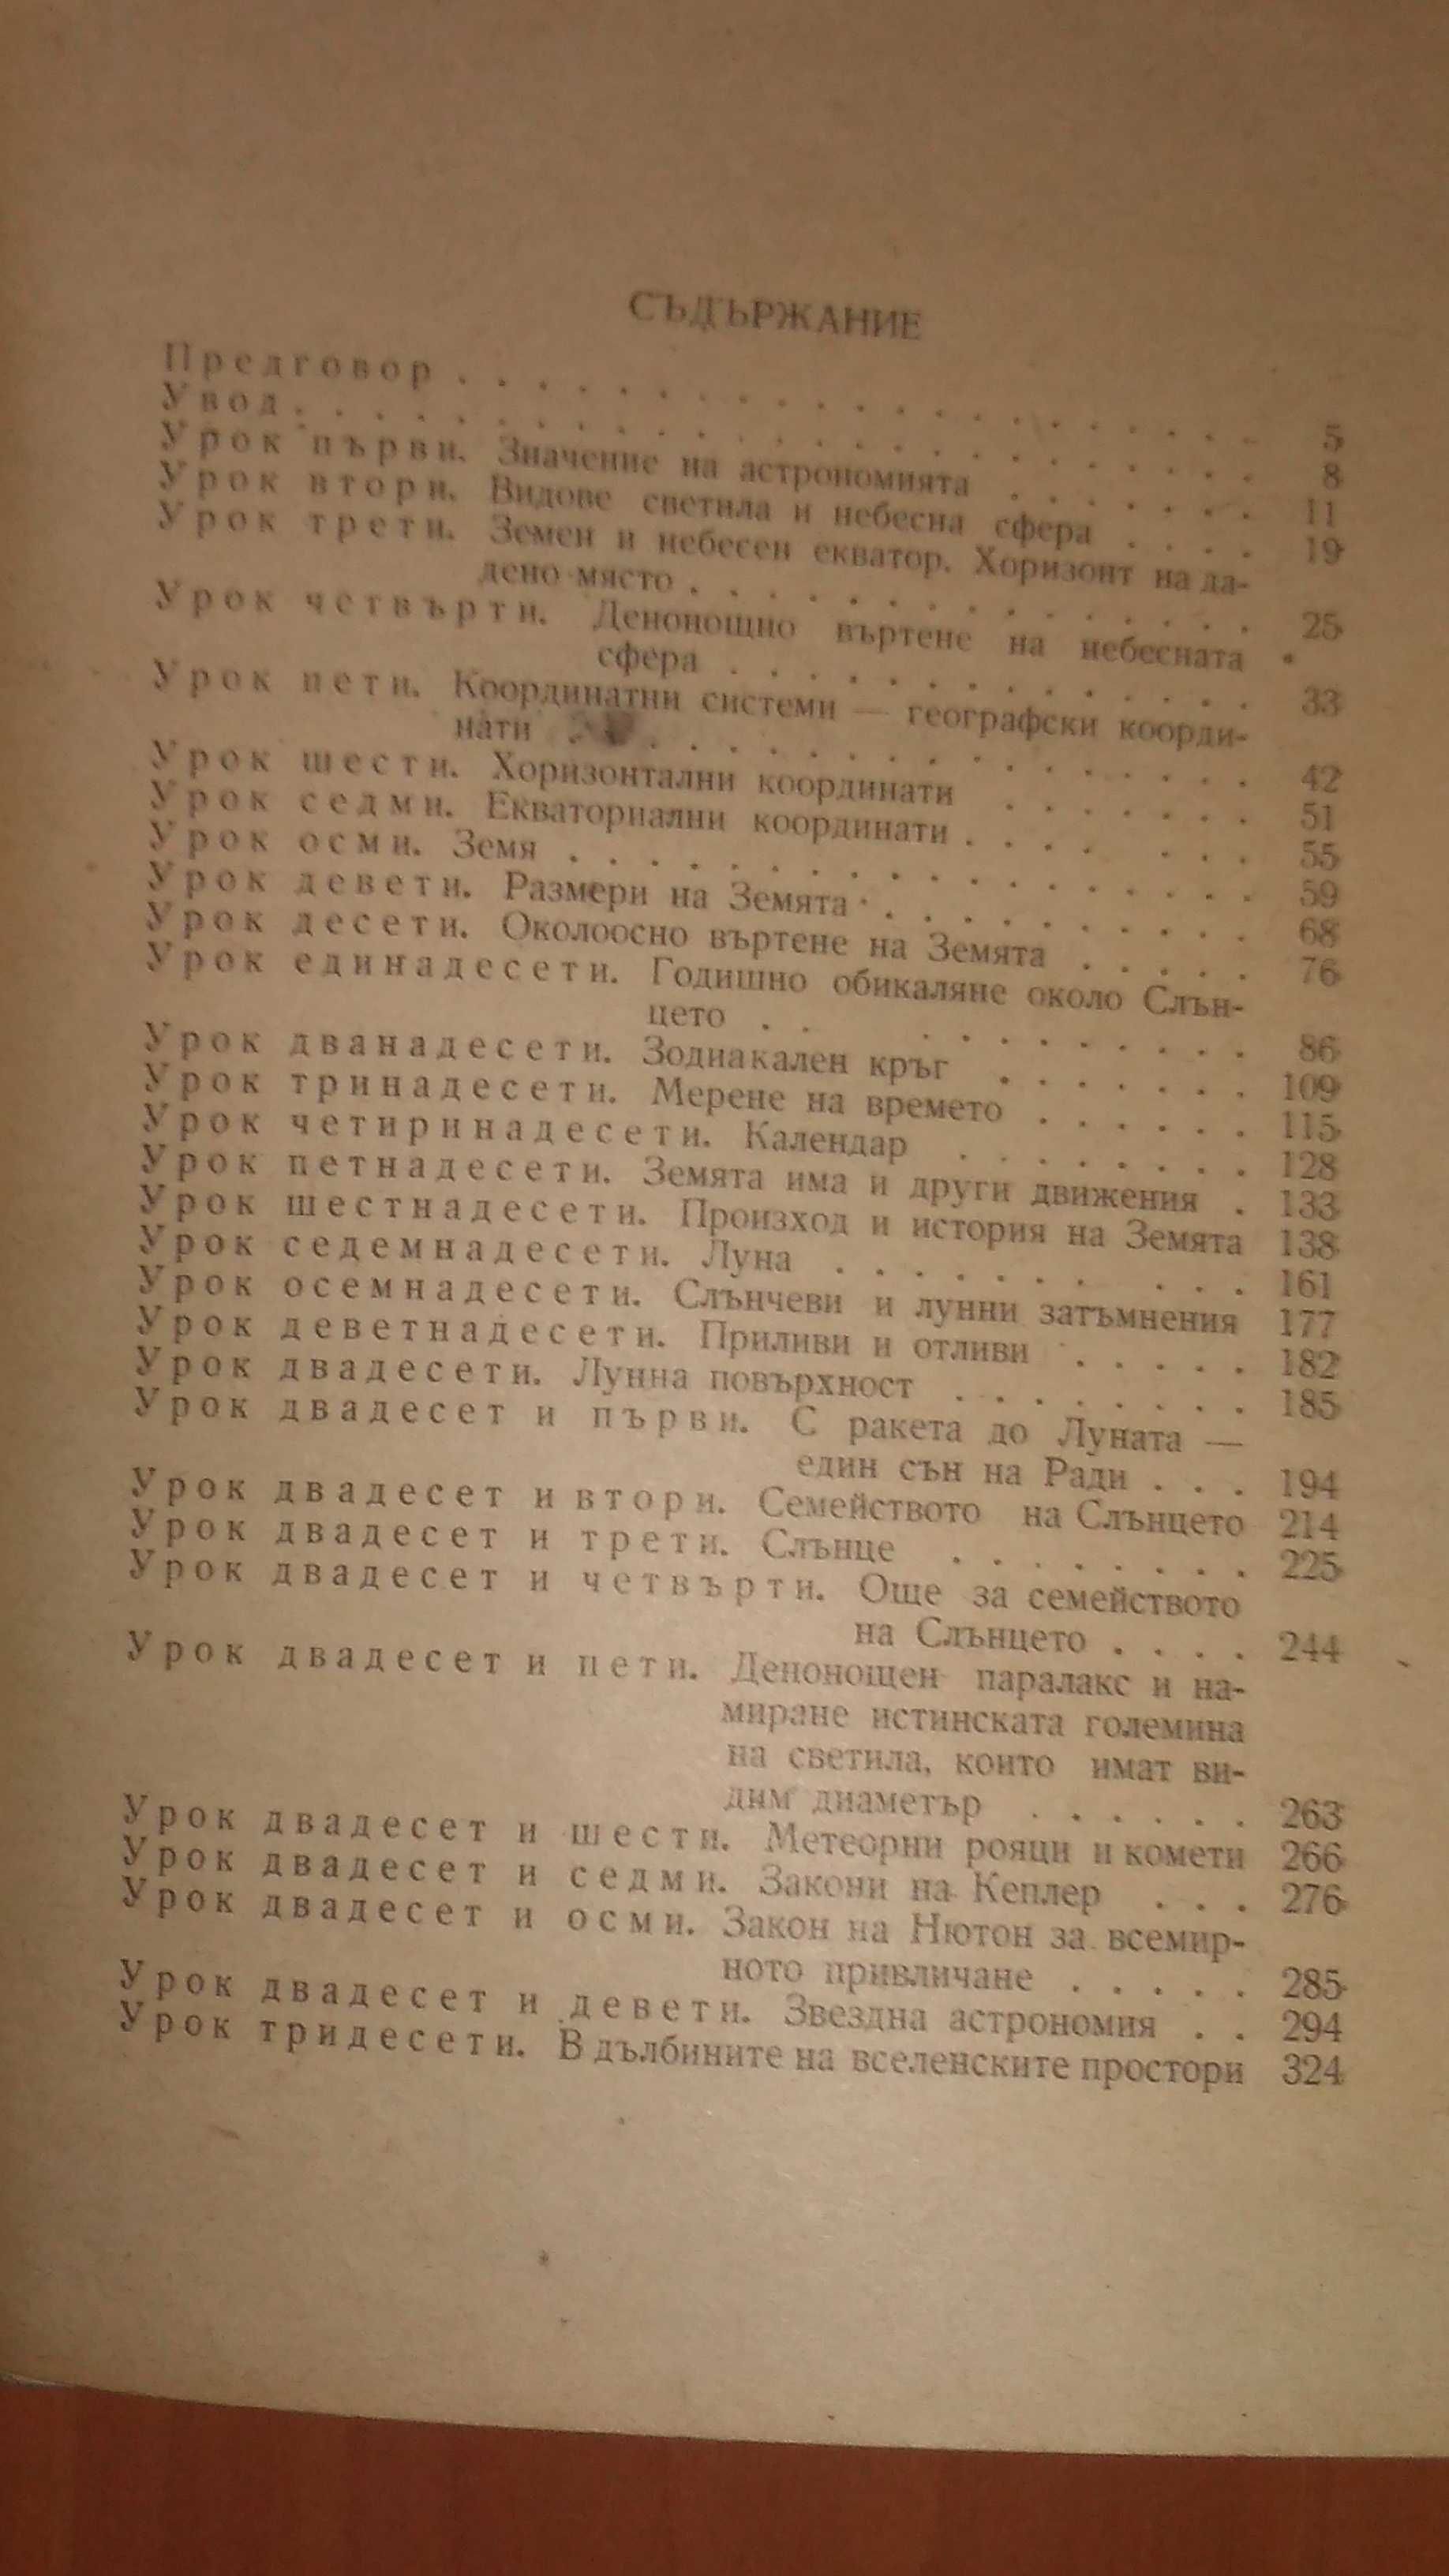 СЪДЪРЖАНИЕ
Предговор . . . . . . . . . . . . . . . . . . . . 5
Увод . . . . . . . . . . . . . . . . . . . . . . . 8
Урок първи. Значение на астрономията . . . . . . . 11
Урок втори. Видове светила и небесна сфера . . . . 19
Урок трети. Земен и небесен екватор. Хоризонт на да-
дено място . . . . . . . . . . . . . . . 25
Урок четвърти. Денонощно въртене на небесната
сфера . . . . . . . . . . . . . . 33
Урок пети. Координатни системи — географски коорди-
нати . . . . . . . . . . . . . . . . . 42
Урок шести. Хоризонтални координати . . . . . . . 51
Урок седми. Екваториални координати . . . . . . . 55
Урок осми. Земя . . . . . . . . . . . . . . . . . . 59
Урок девети. Размери на Земята . . . . . . . . . . 68
Урок десети. Околоосно въртене на Земята . . . . . 76
Урок единадесети. Годишно обикаляне около Слън-
цето . . . . . . . . . . . 86
Урок дванадесети. Зодиакален кръг . . . . . . . 109
Урок тринадесети. Мерене на времето . . . . . . 115
Урок четиринадесети. Календар . . . . . . . . 128
Урок петнадесети. Земята има и други движения . 133
Урок шестнадесети. Произход и история на Земята 138
Урок седемнадесети. Луна . . . . . . . . . . 161
Урок осемнадесети. Слънчеви и лунни затъмнения 177
Урок деветнадесети. Приливи и отливи . . . . . 182
Урок двадесети. Лунна повърхност . . . . . . . . 185
Урок двадесет и първи. С ракета до Луната —
един сън на Ради . . . 194
Урок двадесет и втори. Семейството на Слънцето 214
Урок двадесет и трети. Слънце . . . . . . . . 225
Урок двадесет и четвърти. Още за семейството
на Слънцето . . . . 244
Урок двадесет и пети. Денонощен паралакс и на-
миране истинската големина
на светила, които имат ви-
дим диаметър . . . . . . 263
Урок двадесет и шести. Метеорни рояци и комети 266
Урок двадесет и седми. Закони на Кеплер . . . 276
Урок двадесет и осми. Закон на Нютон за всемир-
ното привличане . . . . . 285
Урок двадесет и девети. Звездна астрономия . . 294
Урок тридесети. В дълбините на вселенските простори 324